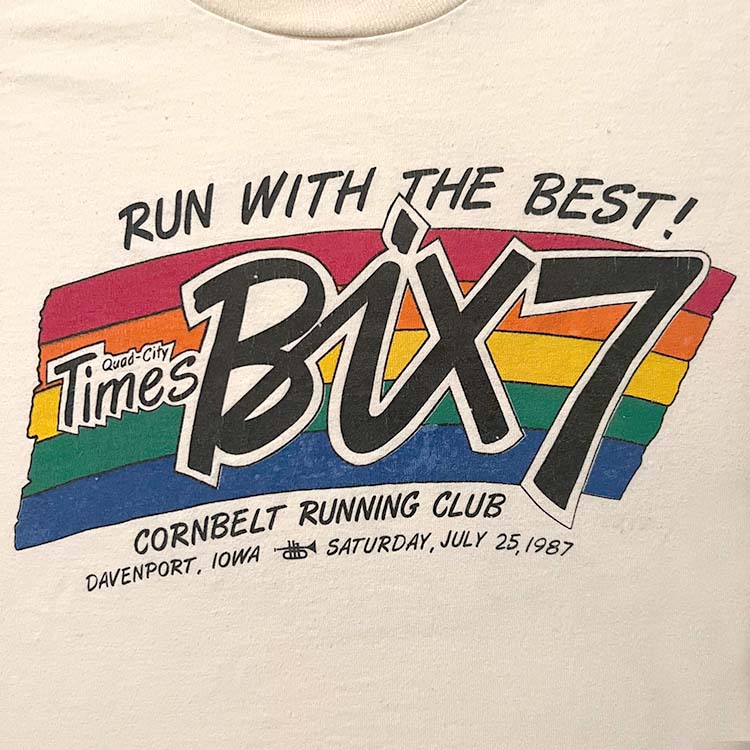 RUN WITH THE BEST!
Quad-City
Times
Bix7
CORNBELT RUNNING CLUB
DAVENPORT, IOWA SATURDAY, JULY 25, 1987